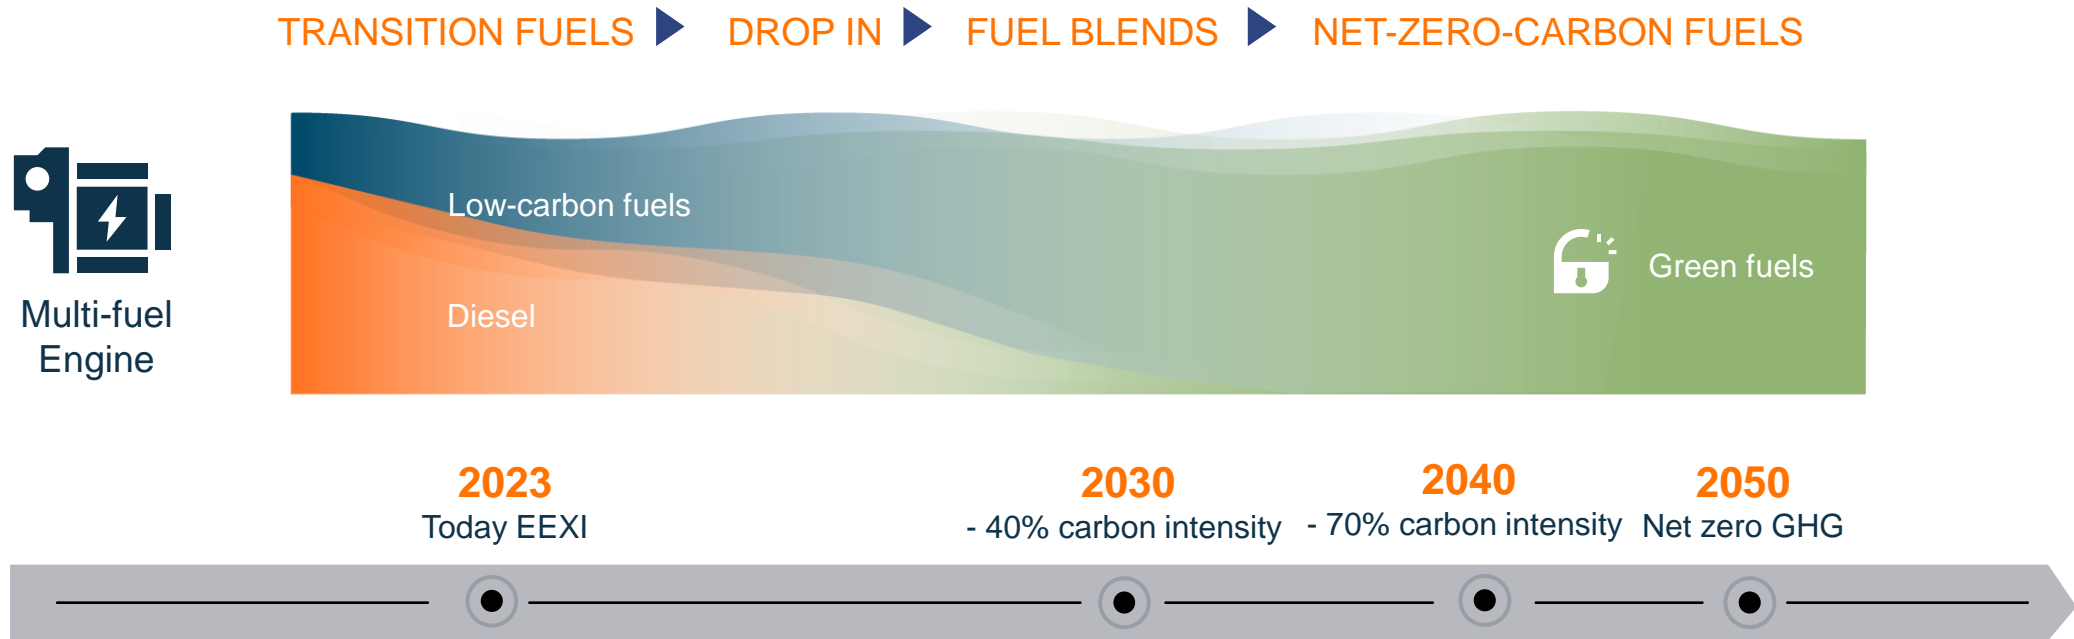 TRANSITION FUELS DROP IN FUEL BLENDS NET-ZERO-CARBON FUELS
Low-carbon fuels
Green fuels
Diesel
Multi-fuel
Engine
2023
Today EEXI
2030
- 40% carbon intensity
2040
- 70% carbon intensity
2050
Net zero GHG